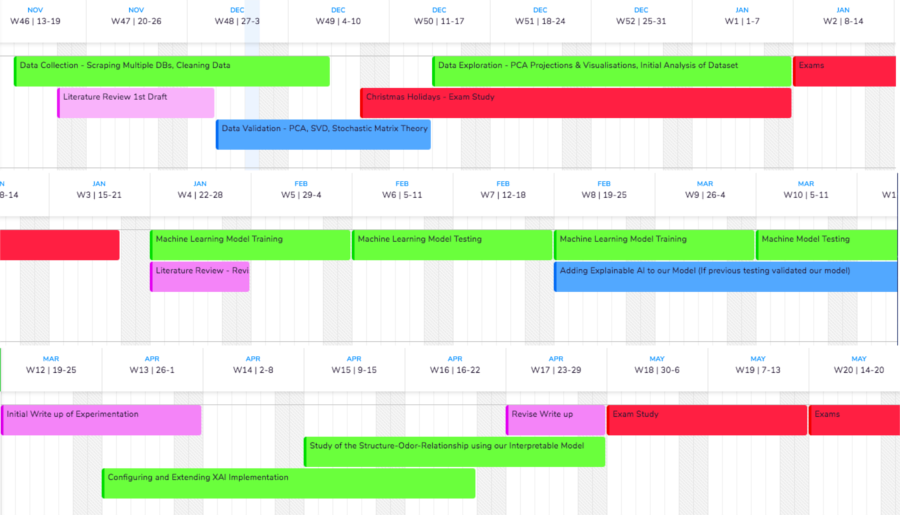 NOV NOV DEC DEC DEC DEC DEC JAN JAN
W46 | 13-19 W47 | 20-26 W48 | 27-3 W49 | 4-10 W50 | 11-17 W51 | 18-24 W52 | 25-31 W1 | 1-7 W2 | 8-14
Data Collection - Scraping Multiple DBs, Cleaning Data Data Exploration - PCA Projections & Visualisations, Initial Analysis of Dataset Exams
Literature Review 1st Draft Christmas Holidays - Exam Study
Data Validation - PCA, SVD, Stochastic Matrix Theory
N JAN JAN FEB FEB FEB FEB MAR MAR
8-14 W3 | 15-21 W4 | 22-28 W5 | 29-4 W6 | 5-11 W7 | 12-18 W8 | 19-25 W9 | 26-4 W10 | 5-11 W1
Machine Learning Model Training Machine Learning Model Testing Machine Learning Model Training Machine Model Testing
Literature Review - Revi Adding Explainable AI to our Model (If previous testing validated our model)
MAR APR APR APR APR APR MAY MAY MAY
W12 | 19-25 W13 | 26-1 W14 | 2-8 W15 | 9-15 W16 | 16-22 W17 | 23-29 W18 | 30-6 W19 | 7-13 W20 | 14-20
Initial Write up of Experimentation Revise Write up Exam Study Exams
Study of the Structure-Odor-Relationship using our Interpretable Model
Configuring and Extending XAI Implementation